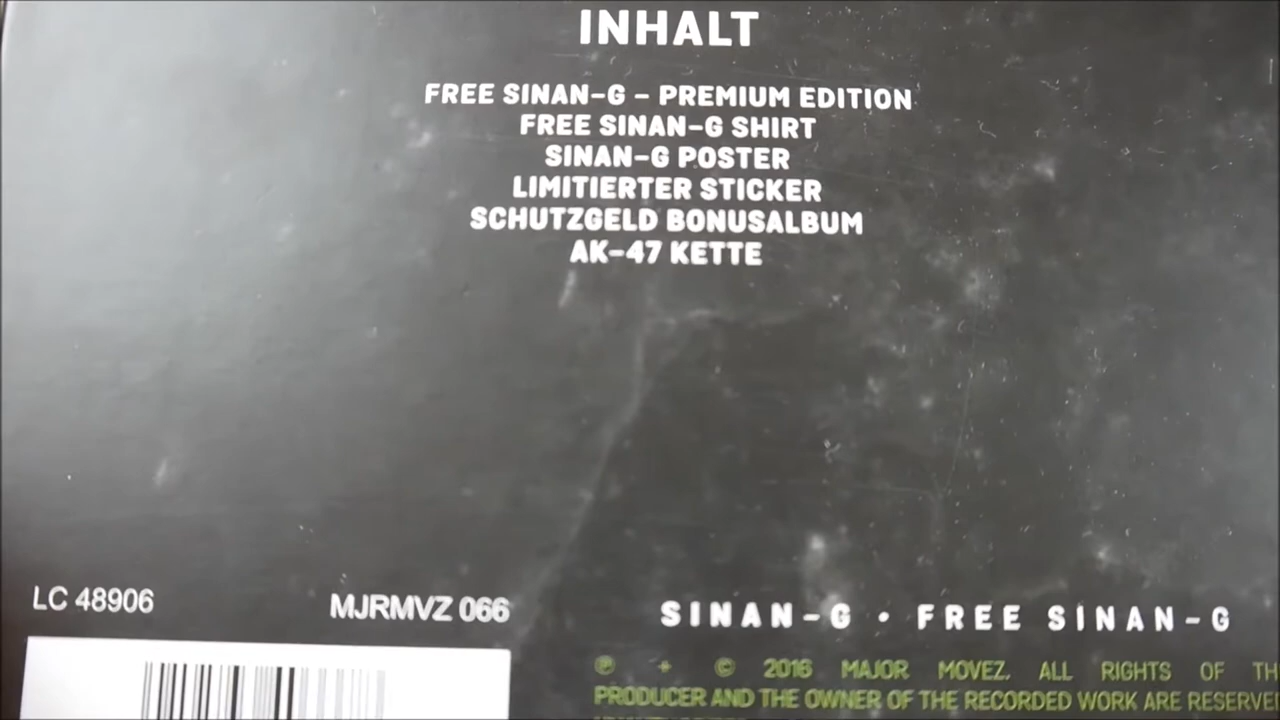 INHALT
FREE SINAN-G - PREMIUM EDITION
FREE SINAN-G SHIRT
SINAN-G POSTER
LIMITIERTER STICKER
SCHUTZGELD BONUSALBUM
AK-47 KETTE
LC 48906
MJRMVZ 066
SINAN-G • FREE SINAN-G
℗ + © 2016 MAJOR MOVEZ. ALL RIGHTS OF TH
PRODUCER AND THE OWNER OF THE RECORDED WORK ARE RESERVE